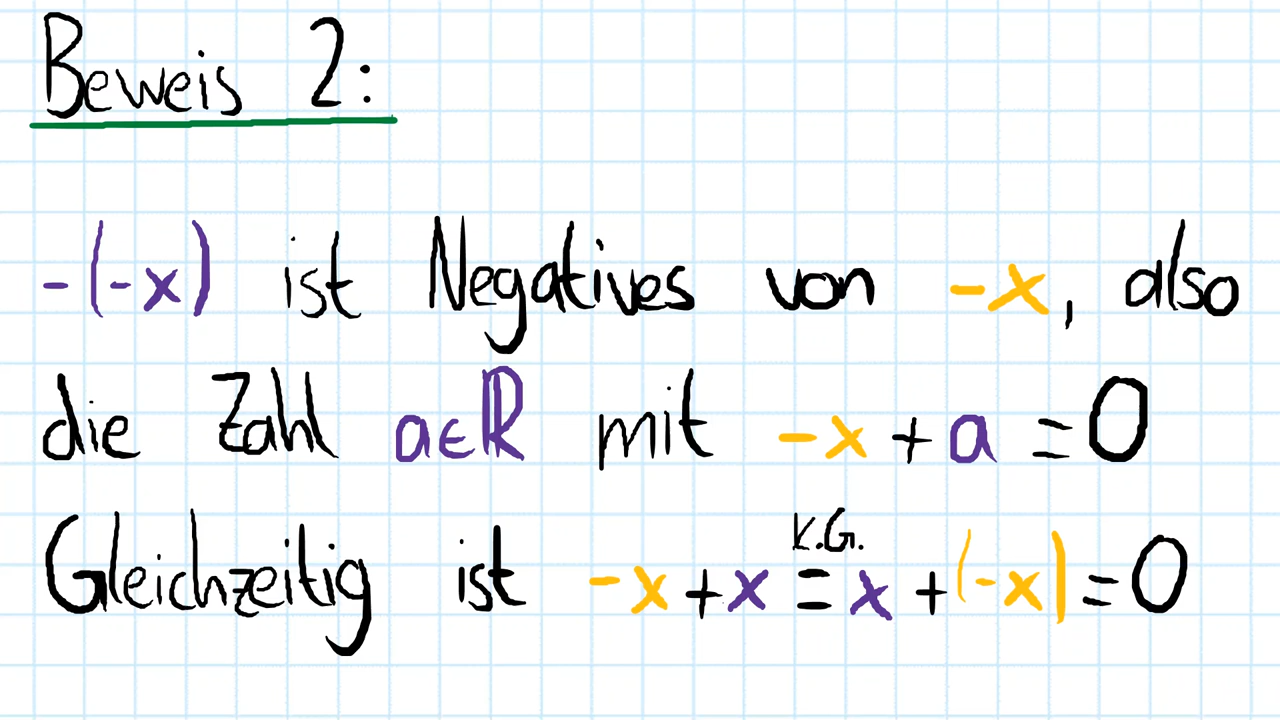 Beweis 2:
-(-x) ist Negatives von -x, also
die Zahl a∈ℝ mit -x + a = 0
K.G.
Gleichzeitig ist -x + x = x + (-x) = 0